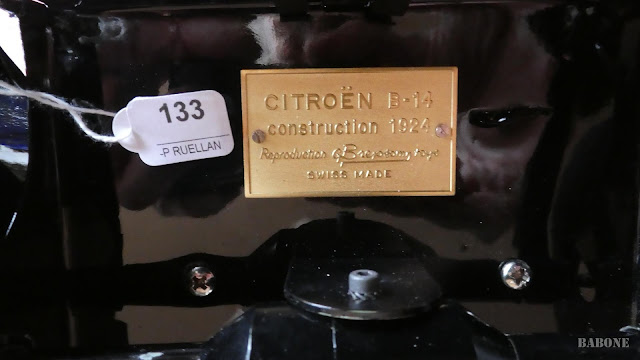 133
-P RUELLAN
CITROËN B-14
construction 1924
Reproduction
SWISS MADE
BABONE